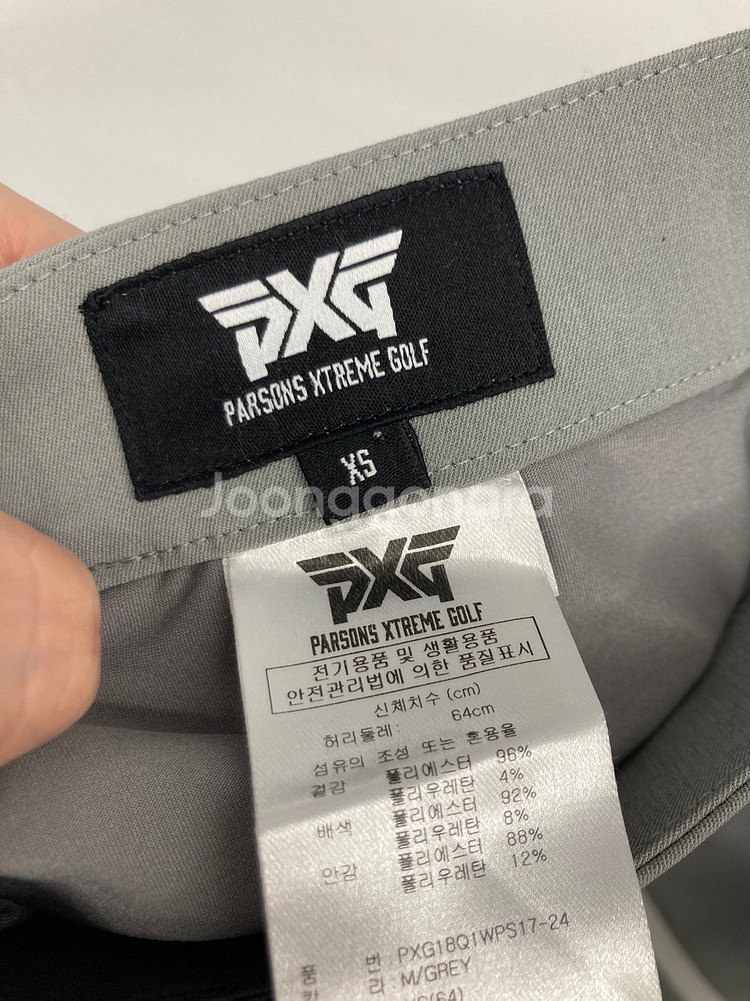 PXG
PARSONS XTREME GOLF
XS
Joonggonara
PXG
PARSONS XTREME GOLF
전기용품 및 생활용품
안전관리법에 의한 품질표시
신체치수 (cm)
허리둘레: 64cm
섬유의 조성 또는 혼용율
겉감 폴리에스터 96%
폴리우레탄 4%
배색 폴리에스터 92%
폴리우레탄 8%
안감 폴리에스터 88%
폴리우레탄 12%
품 번 PXG18Q1WPS17-24
라: M/GREY
(64)